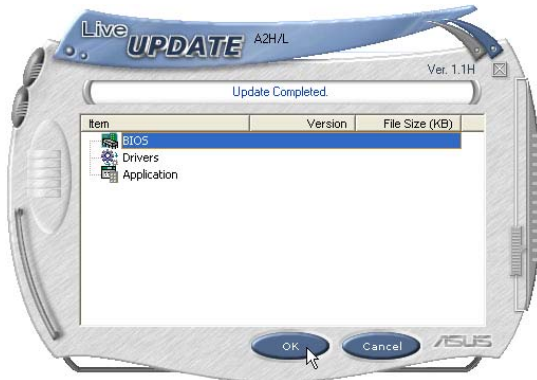 Live UPDATE A2H/L
Ver. 1.1H
Update Completed.
Item Version File Size (KB)
BIOS
Drivers
Application
OK Cancel ASUS